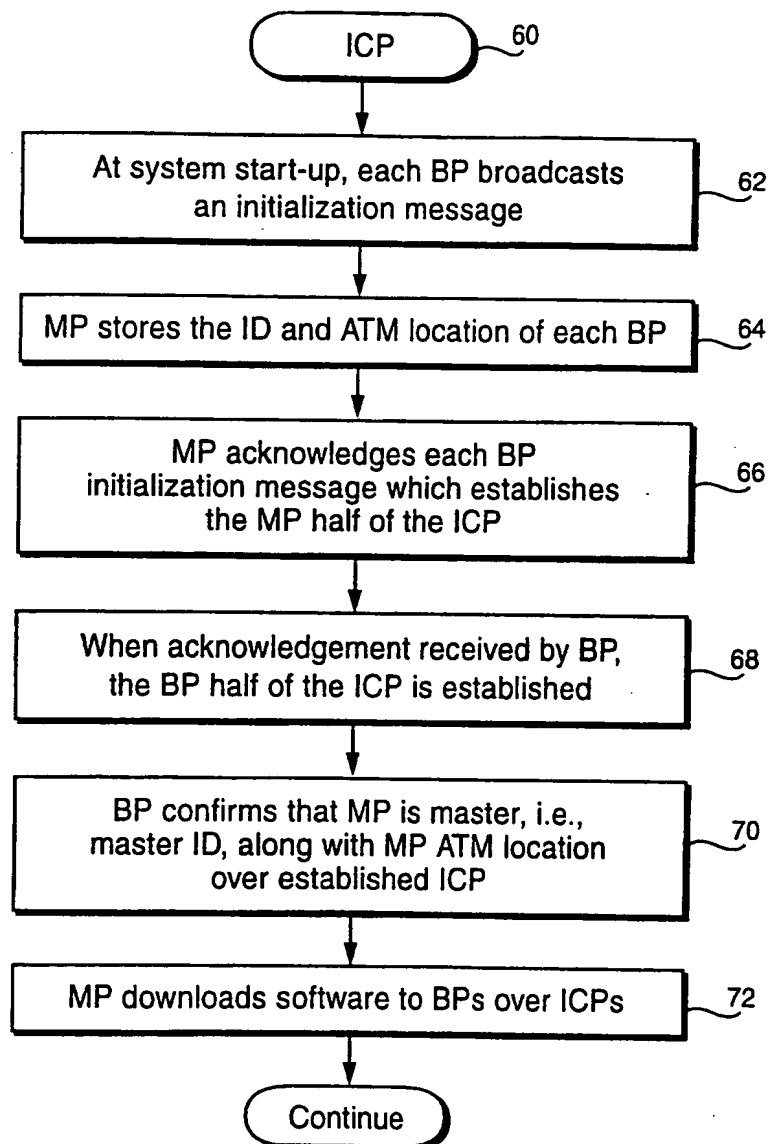 ICP
60
At system start-up, each BP broadcasts
an initialization message
62
MP stores the ID and ATM location of each BP
64
MP acknowledges each BP
initialization message which establishes
the MP half of the ICP
66
When acknowledgement received by BP,
the BP half of the ICP is established
68
BP confirms that MP is master, i.e.,
master ID, along with MP ATM location
over established ICP
70
MP downloads software to BPs over ICPs
72
Continue